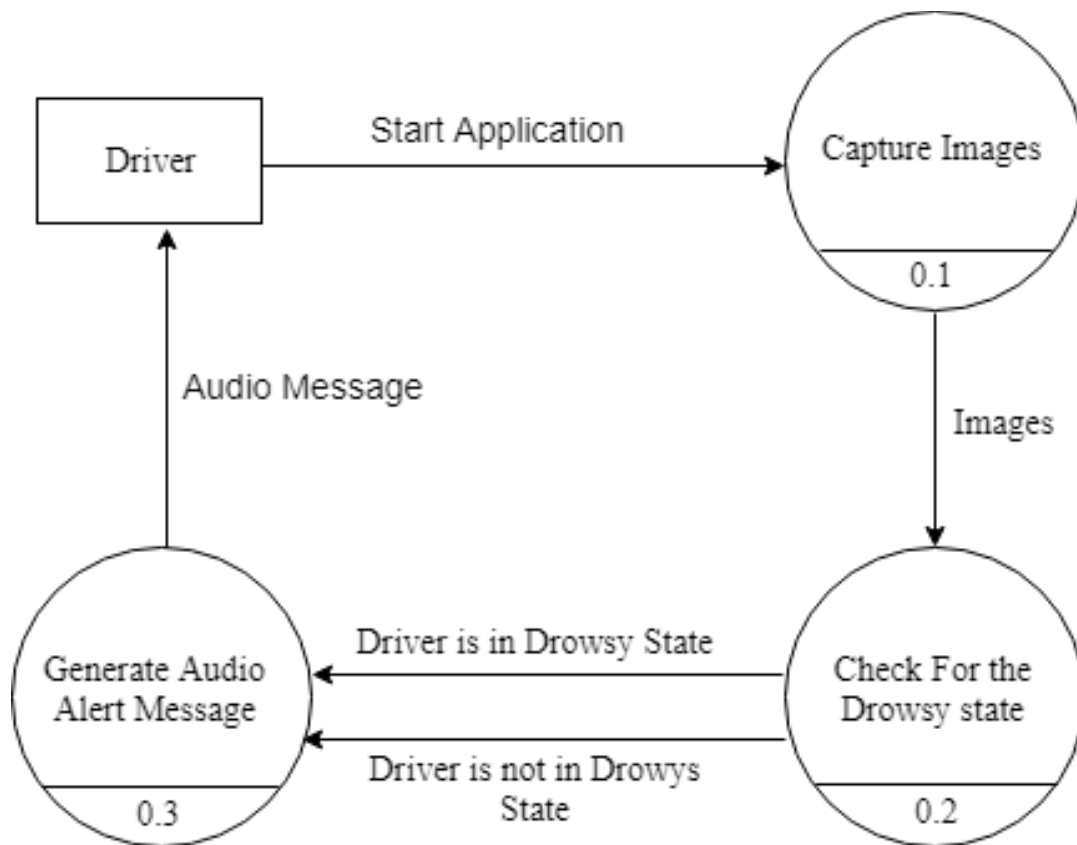 Driver
Start Application
Capture Images
0.1
Images
Audio Message
Driver is in Drowsy State
Generate Audio
Alert Message
0.3
Check For the
Drowsy state
0.2
Driver is not in Drowys
State